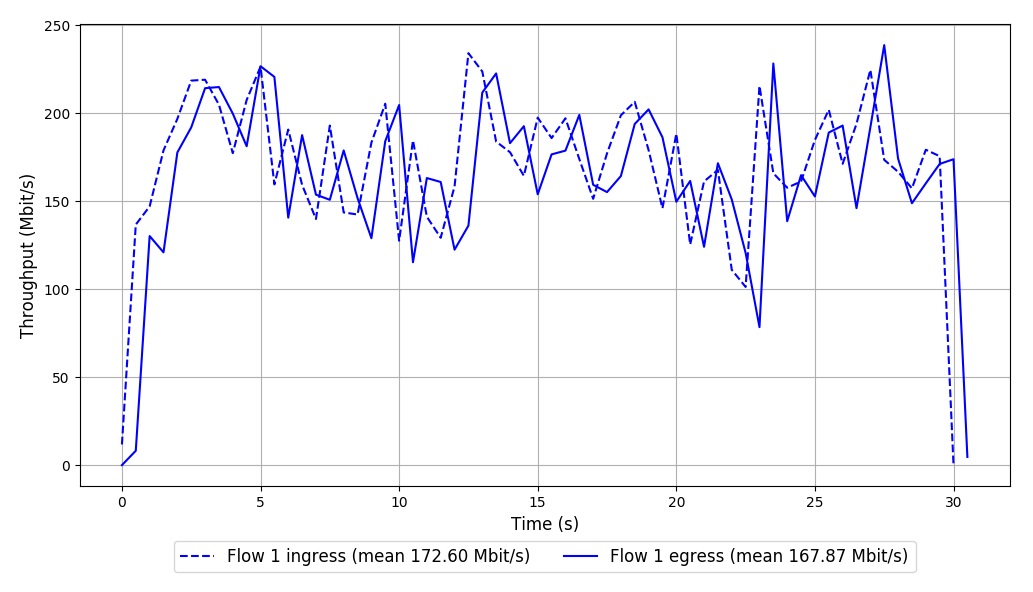 250
200
150
100
50
0
Throughput (Mbit/s)
0 5 10 15 20 25 30
Time (s)
Flow 1 ingress (mean 172.60 Mbit/s) Flow 1 egress (mean 167.87 Mbit/s)